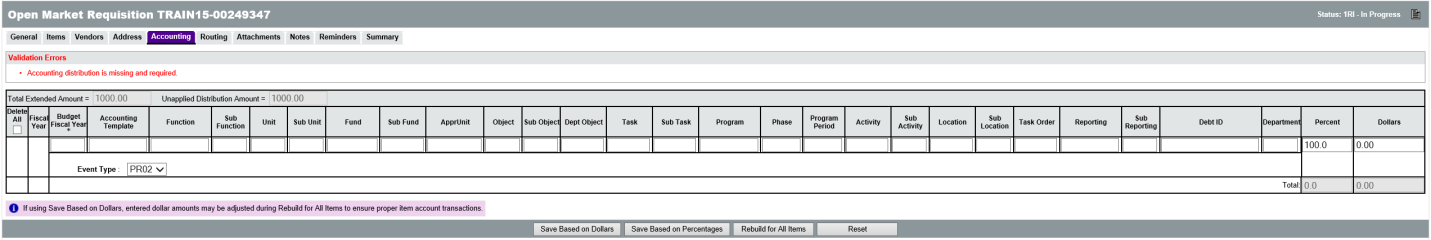 Open Market Requisition TRAIN15-00249347 Status: 1RI - In Progress
General Items Vendors Address Accounting Routing Attachments Notes Reminders Summary
Validation Errors
• Accounting distribution is missing and required.
Total Extended Amount = 1000.00 Unapplied Distribution Amount = 1000.00
Delete All Fiscal Year Budget Fiscal Year * Accounting Template Function Sub Function Unit Sub Unit Fund Sub Fund ApprUnit Object Sub Object Dept Object Task Sub Task Program Phase Program Period Activity Sub Activity Location Sub Location Task Order Reporting Sub Reporting Debt ID Department Percent Dollars
100.0 0.00
Event Type : PR02
Total: 0.0 0.00
If using Save Based on Dollars, entered dollar amounts may be adjusted during Rebuild for All Items to ensure proper item account transactions.
Save Based on Dollars Save Based on Percentages Rebuild for All Items Reset